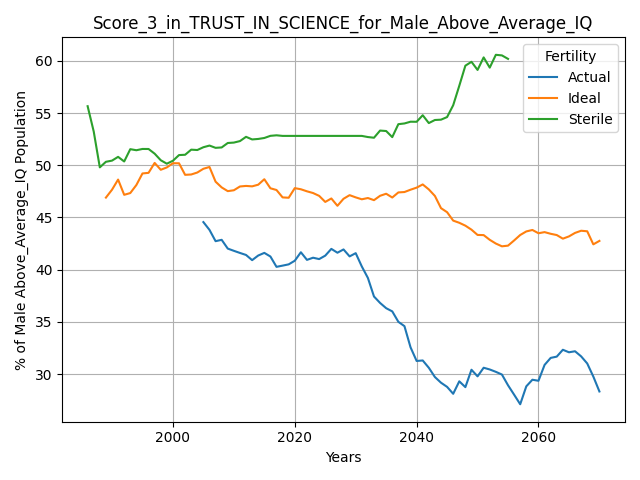 Score_3_in_TRUST_IN_SCIENCE_for_Male_Above_Average_IQ
% of Male Above_Average_IQ Population
60
55
50
45
40
35
30
Fertility
Actual
Ideal
Sterile
2000
2020
2040
2060
Years